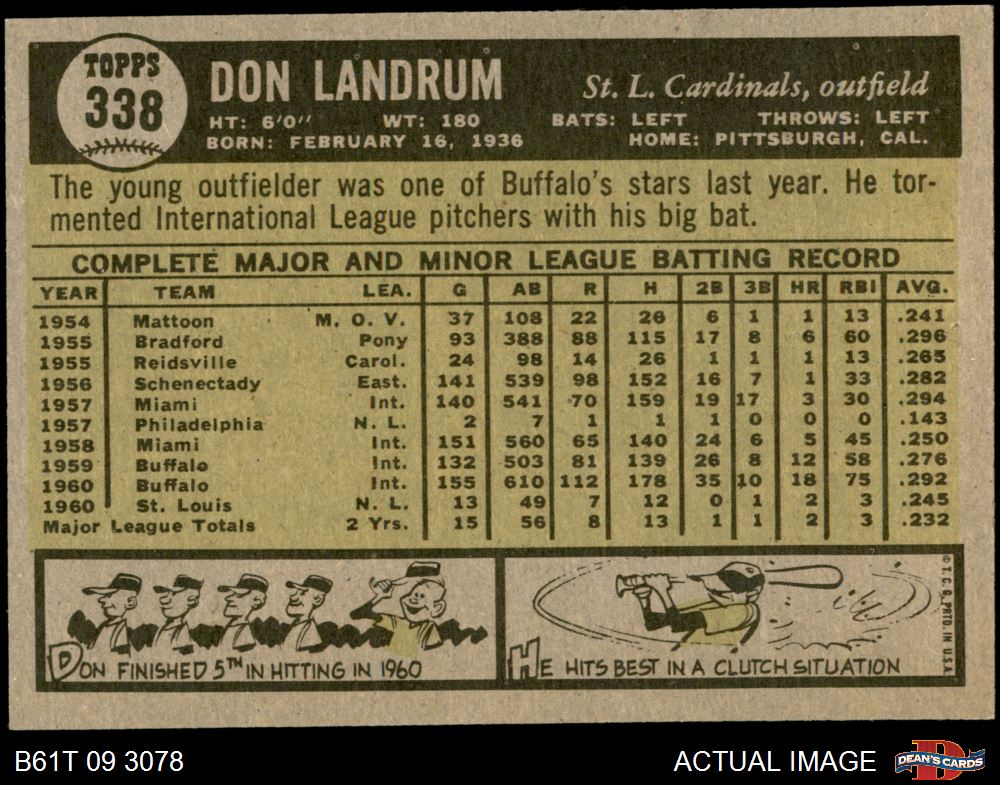 TOPPS
338
DON LANDRUM
St. L. Cardinals, outfield
HT: 6'0" WT: 180 BATS: LEFT THROWS: LEFT
BORN: FEBRUARY 16, 1936 HOME: PITTSBURGH, CAL.
The young outfielder was one of Buffalo's stars last year. He tor-
mented International League pitchers with his big bat.
COMPLETE MAJOR AND MINOR LEAGUE BATTING RECORD
YEAR TEAM LEA. G AB R H 2B 3B HR RBI AVG.
1954 Mattoon M. O. V. 37 108 22 26 6 1 1 13 .241
1955 Bradford Pony 93 388 88 115 17 8 6 60 .296
1955 Reidsville Carol. 24 98 14 26 1 1 1 13 .265
1956 Schenectady East. 141 539 98 152 16 7 1 33 .282
1957 Miami Int. 140 541 70 159 19 17 3 30 .294
1957 Philadelphia N. L. 2 7 1 1 1 0 0 0 .143
1958 Miami Int. 151 560 65 140 24 6 5 45 .250
1959 Buffalo Int. 132 503 81 139 26 8 12 58 .276
1960 Buffalo Int. 155 610 112 178 35 10 18 75 .292
1960 St. Louis N. L. 13 49 7 12 0 1 2 3 .245
Major League Totals 2 Yrs. 15 56 8 13 1 1 2 3 .232
DON FINISHED 5TH IN HITTING IN 1960
HE HITS BEST IN A CLUTCH SITUATION
© T. C. G. PRTD. IN U.S.A.
B61T 09 3078
ACTUAL IMAGE
DEAN'S CARDS